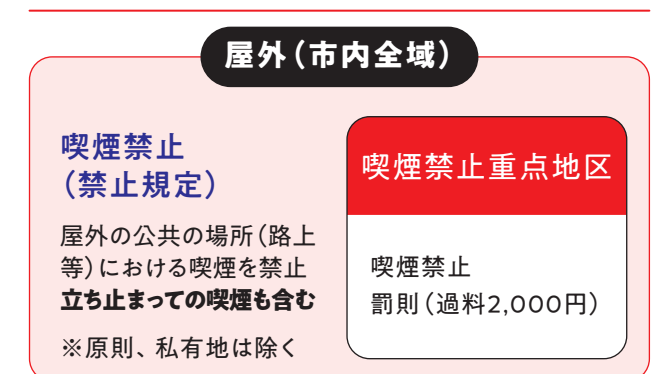 屋外（市内全域）
喫煙禁止
（禁止規定）
屋外の公共の場所（路上
等）における喫煙を禁止
立ち止まっての喫煙も含む
※原則、私有地は除く
喫煙禁止重点地区
喫煙禁止
罰則（過料2,000円）